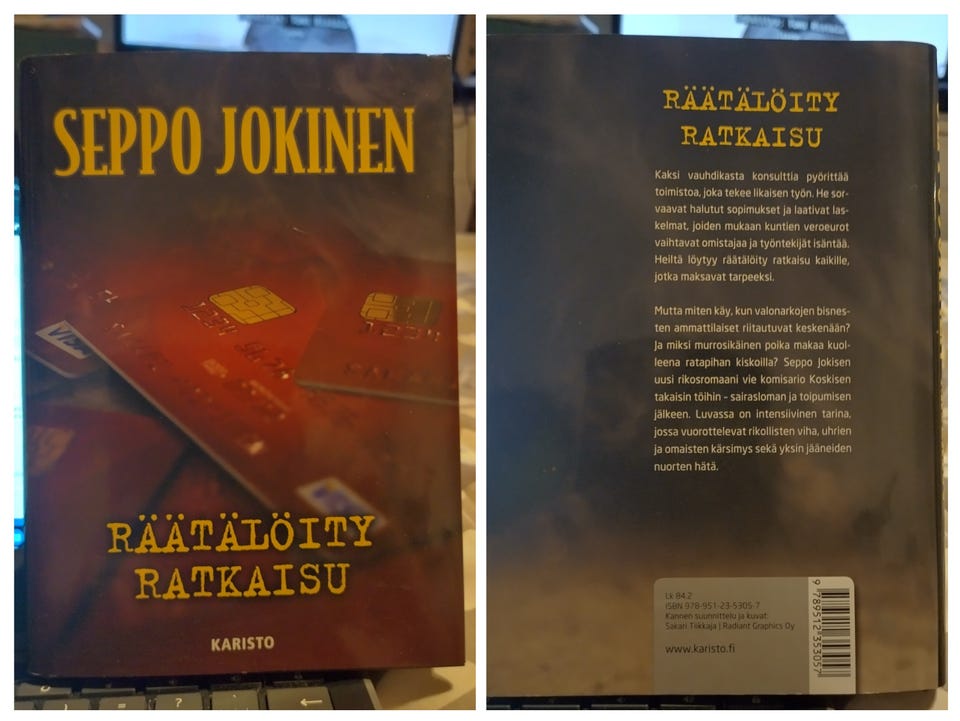 SEPPO JOKINEN
VISA
RÄÄTÄLÖITY
RATKAISU
KARISTO
RÄÄTÄLÖITY
RATKAISU
Kaksi vauhdikasta konsulttia pyörittää
toimistoa, joka tekee likaisen työn. He sor-
vaavat halutut sopimukset ja laativat las-
kelmat, joiden mukaan kuntien veroeurot
vaihtavat omistajaa ja työntekijät isäntää.
Heiltä löytyy räätälöity ratkaisu kaikille,
jotka maksavat tarpeeksi.
Mutta miten käy, kun valonarkojen bisnes-
ten ammattilaiset riitautuvat keskenään?
Ja miksi murrosikäinen poika makaa kuol-
leena ratapihan kiskoilla? Seppo Jokisen
uusi rikosromaani vie komisario Koskisen
takaisin töihin – sairasloman ja toipumisen
jälkeen. Luvassa on intensiivinen tarina,
jossa vuorottelevat rikollisten viha, uhrien
ja omaisten kärsimys sekä yksin jääneiden
nuorten hätä.
Lk 84.2
ISBN 978-951-23-5305-7
Kannen suunnittelu ja kuvat:
Sakari Tiikkaja | Radiant Graphics Oy
www.karisto.fi
9 789512 353057